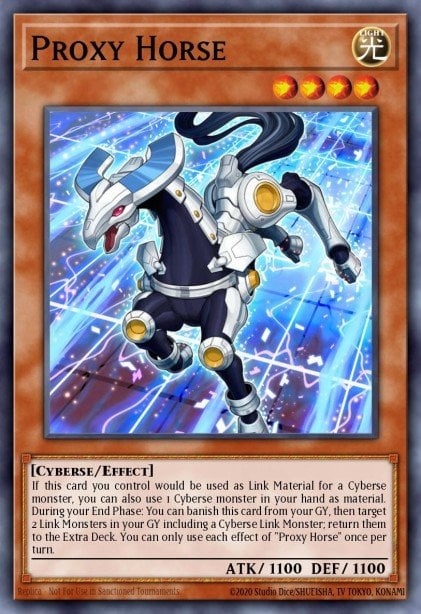 PROXY HORSE
LIGHT
光
[CYBERSE/EFFECT]
If this card you control would be used as Link Material for a Cyberse
monster, you can also use 1 Cyberse monster in your hand as material.
During your End Phase: You can banish this card from your GY, then target
2 Link Monsters in your GY including a Cyberse Link Monster; return them
to the Extra Deck. You can only use each effect of "Proxy Horse" once per
turn.
ATK/ 1100 DEF/ 1100
Replica - Not For Use in Sanctioned Tournaments
©2020 Studio Dice/SHUEISHA, TV TOKYO, KONAMI